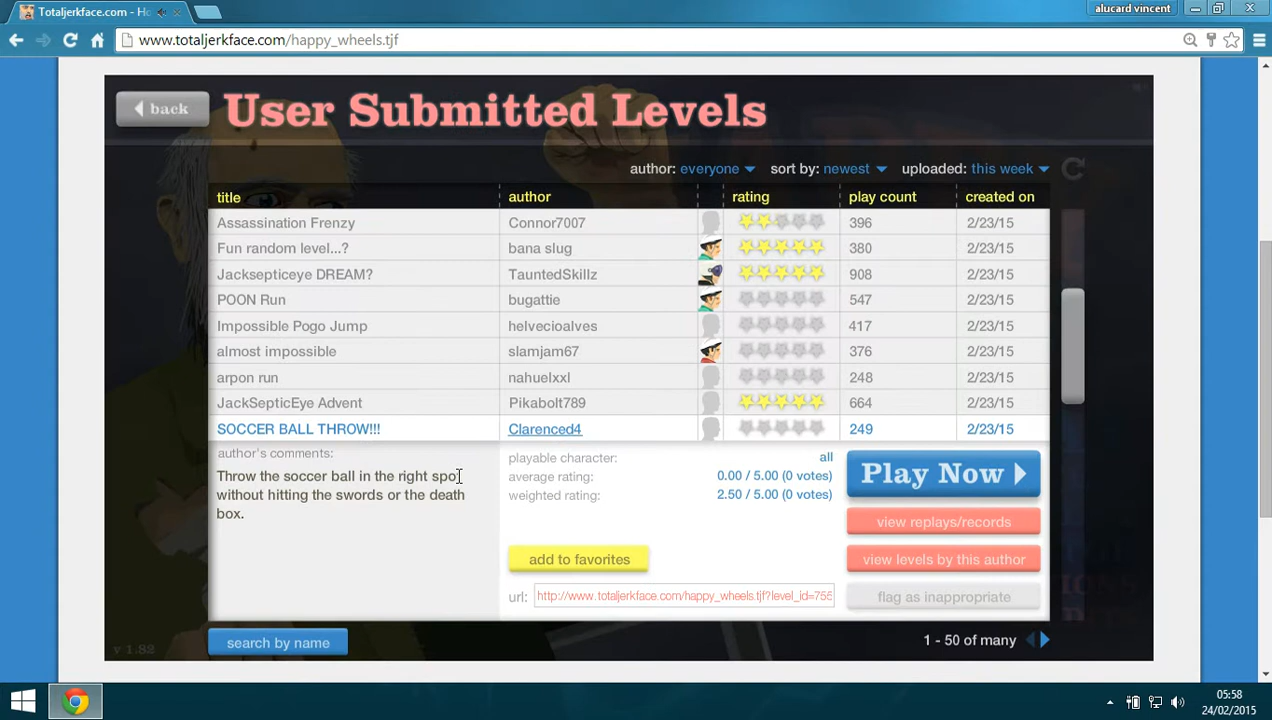 Totaljerkface.com - Ho
alucard vincent
www.totaljerkface.com/happy_wheels.tjf
back
User Submitted Levels
author: everyone sort by: newest uploaded: this week
title author rating play count created on
Assassination Frenzy Connor7007 396 2/23/15
Fun random level...? bana slug 380 2/23/15
Jacksepticeye DREAM? TauntedSkillz 908 2/23/15
POON Run bugattie 547 2/23/15
Impossible Pogo Jump helvecioalves 417 2/23/15
almost impossible slamjam67 376 2/23/15
arpon run nahuelxxl 248 2/23/15
JackSepticEye Advent Pikabolt789 664 2/23/15
SOCCER BALL THROW!!! Clarenced4 249 2/23/15
author's comments:
Throw the soccer ball in the right spot
without hitting the swords or the death
box.
playable character: all
average rating: 0.00 / 5.00 (0 votes)
weighted rating: 2.50 / 5.00 (0 votes)
Play Now
view replays/records
add to favorites
view levels by this author
url: http://www.totaljerkface.com/happy_wheels.tjf?level_id=755
flag as inappropriate
search by name
1 - 50 of many
v 1.82
05:58
24/02/2015